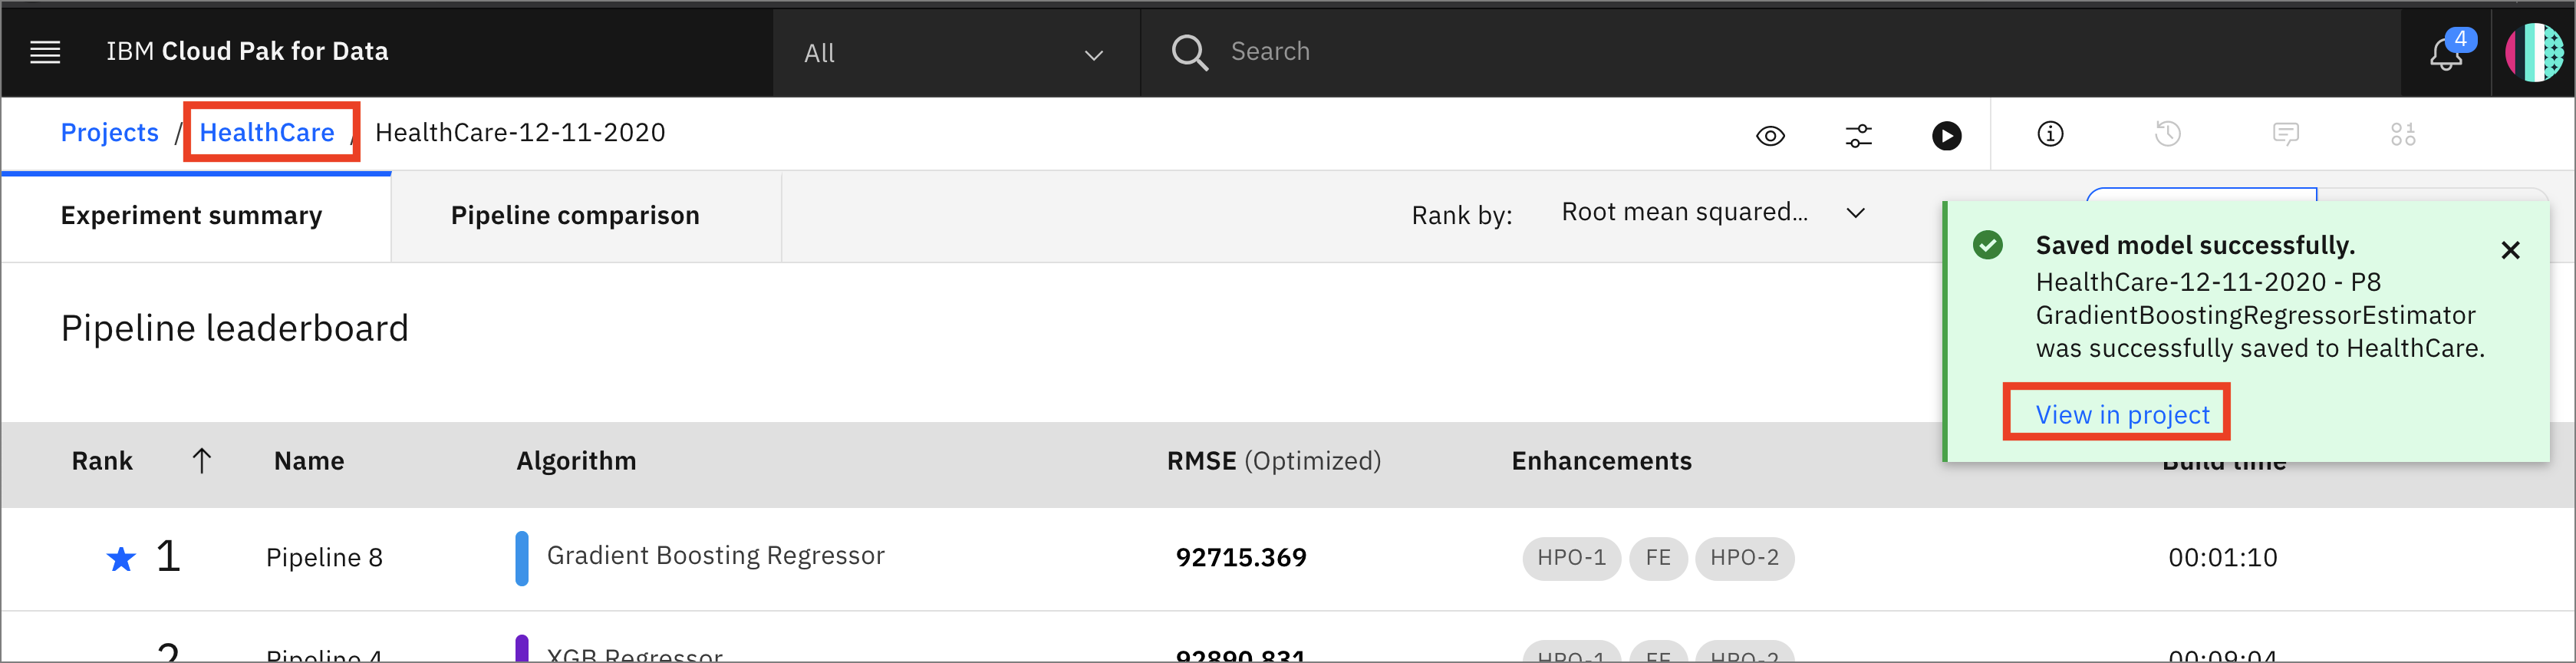 IBM Cloud Pak for Data
All
Search
4
Projects / HealthCare / HealthCare-12-11-2020
Experiment summary
Pipeline comparison
Rank by: Root mean squared...
Saved model successfully.
HealthCare-12-11-2020 - P8
GradientBoostingRegressorEstimator
was successfully saved to HealthCare.
View in project
Pipeline leaderboard
Rank Name Algorithm RMSE (Optimized) Enhancements Build time
1 Pipeline 8 Gradient Boosting Regressor 92715.369 HPO-1 FE HPO-2 00:01:10
2 Pipeline 4 XGB Regressor 92890.831 HPO-1 FE HPO-2 00:09:04